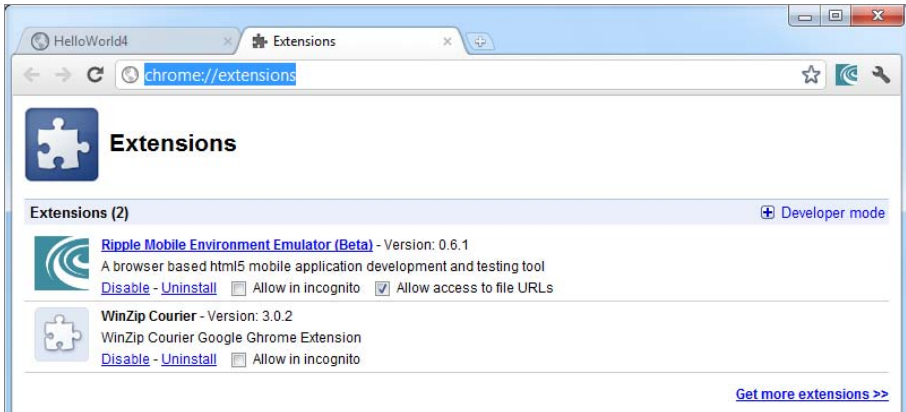 HelloWorld4
Extensions
chrome://extensions
Extensions
Extensions (2)
Developer mode
Ripple Mobile Environment Emulator (Beta) - Version: 0.6.1
A browser based html5 mobile application development and testing tool
Disable - Uninstall Allow in incognito Allow access to file URLs
WinZip Courier - Version: 3.0.2
WinZip Courier Google Ghrome Extension
Disable - Uninstall Allow in incognito
Get more extensions >>